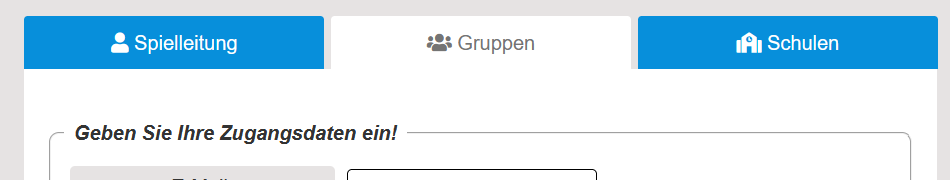 Spielleitung
Gruppen
Schulen
Geben Sie Ihre Zugangsdaten ein!